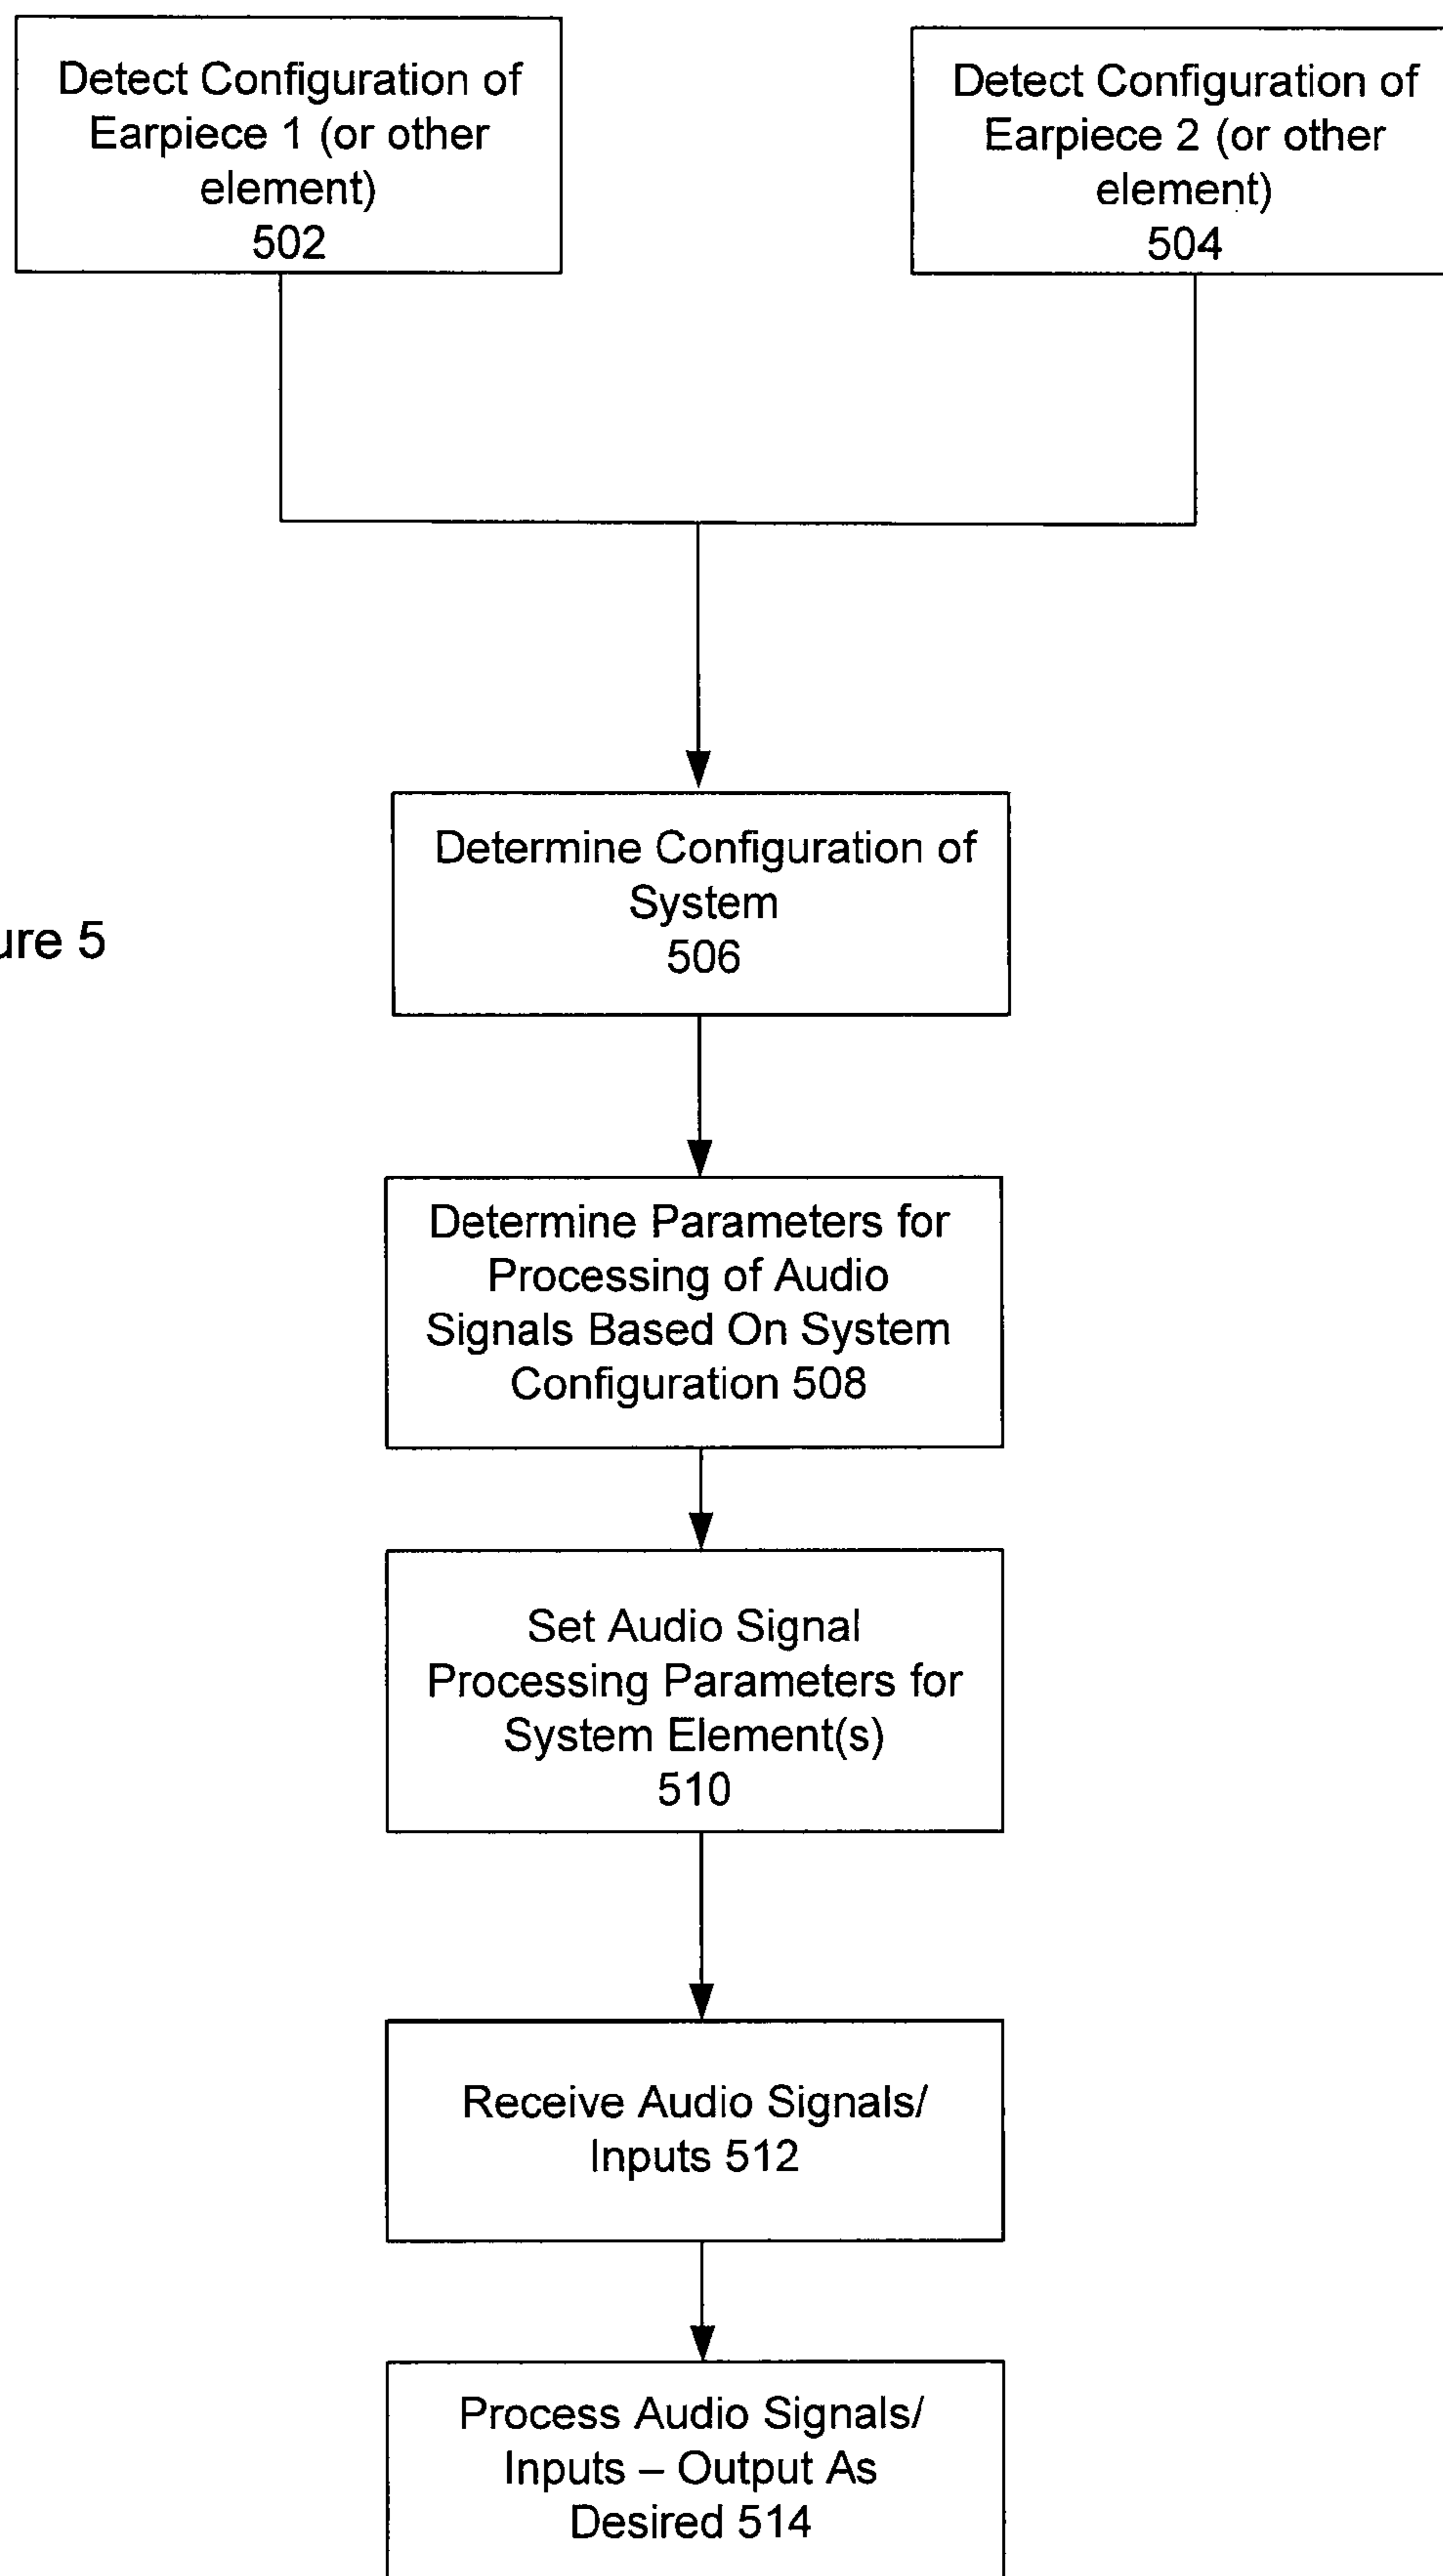 Detect Configuration of
Earpiece 1 (or other
element)
502
Detect Configuration of
Earpiece 2 (or other
element)
504
Determine Configuration of
System
506
ure 5
Determine Parameters for
Processing of Audio
Signals Based On System
Configuration 508
Set Audio Signal
Processing Parameters for
System Element(s)
510
Receive Audio Signals/
Inputs 512
Process Audio Signals/
Inputs – Output As
Desired 514